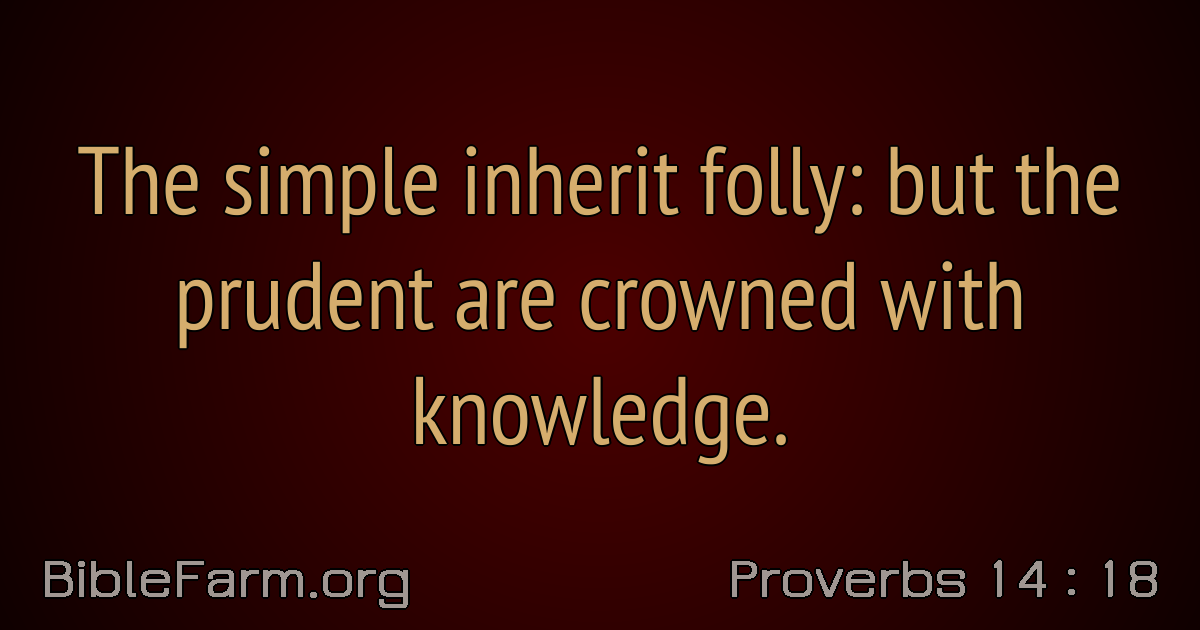 The simple inherit folly: but the
prudent are crowned with
knowledge.
BibleFarm.org
Proverbs 14 : 18